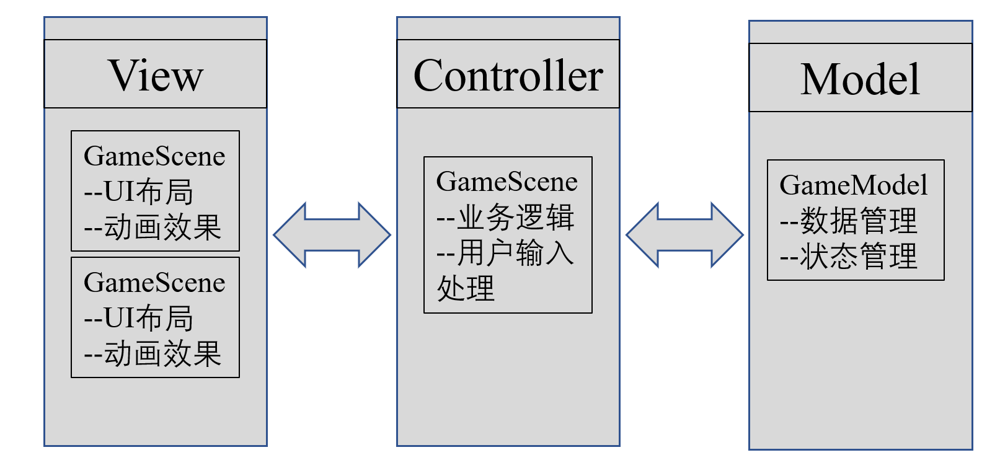 View
GameScene
--UI布局
--动画效果
GameScene
--UI布局
--动画效果
Controller
GameScene
--业务逻辑
--用户输入
处理
Model
GameModel
--数据管理
--状态管理